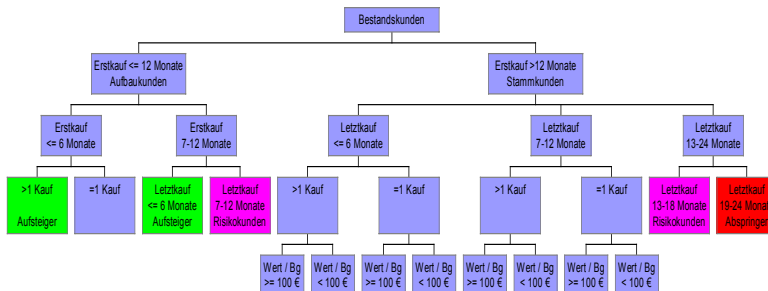 Bestandskunden
Erstkauf <= 12 Monate
Aufbaukunden
Erstkauf >12 Monate
Stammkunden
Erstkauf
<= 6 Monate
Erstkauf
7-12 Monate
Letztkauf
<= 6 Monate
Letztkauf
7-12 Monate
Letztkauf
13-24 Monate
>1 Kauf
Aufsteiger
=1 Kauf
Letztkauf
<= 6 Monate
Aufsteiger
Letztkauf
7-12 Monate
Risikokunden
>1 Kauf
=1 Kauf
>1 Kauf
=1 Kauf
Letztkauf
13-18 Monate
Risikokunden
Letztkauf
19-24 Monate
Abspringer
Wert / Bg
>= 100 €
Wert / Bg
< 100 €
Wert / Bg
>= 100 €
Wert / Bg
< 100 €
Wert / Bg
>= 100 €
Wert / Bg
< 100 €
Wert / Bg
>= 100 €
Wert / Bg
< 100 €